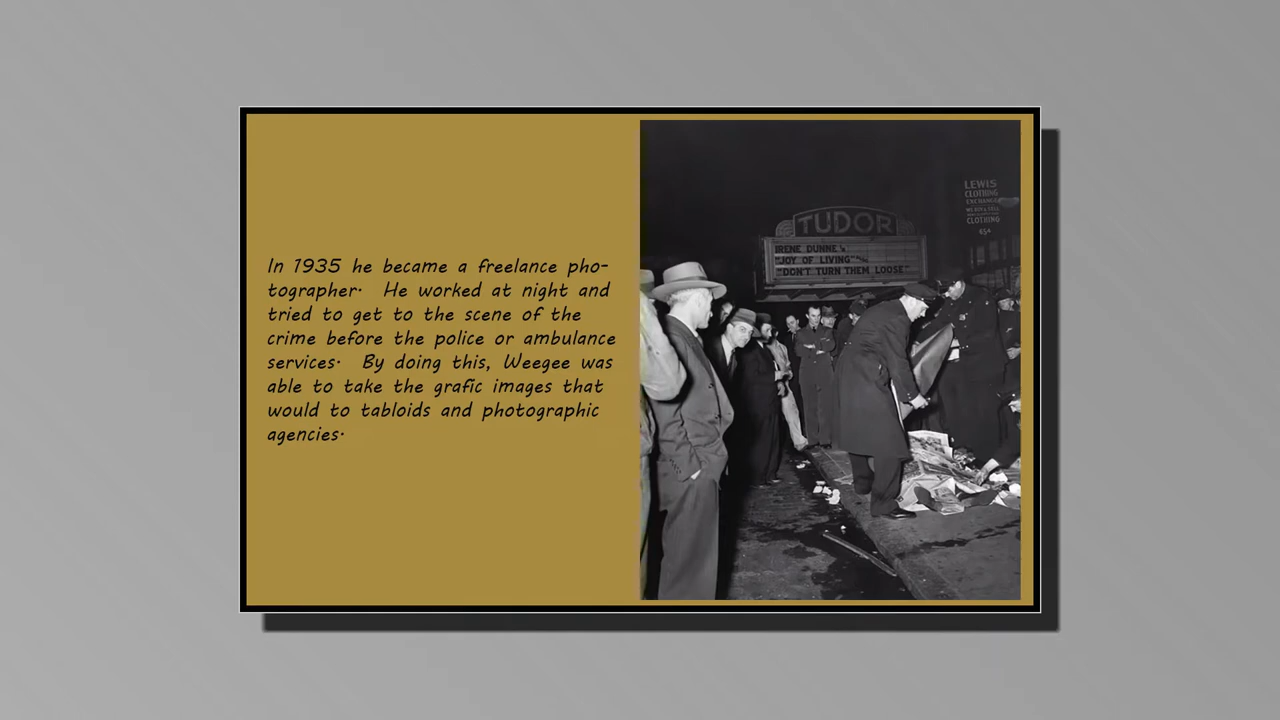 In 1935 he became a freelance pho-
tographer. He worked at night and
tried to get to the scene of the
crime before the police or ambulance
services. By doing this, Weegee was
able to take the grafic images that
would to tabloids and photographic
agencies.
TUDOR
IRENE DUNNE
"JOY OF LIVING"
"DON'T TURN THEM LOOSE"
LEWIS
CLOTHING
EXCHANGE
WE BUY & SELL
CLOTHING